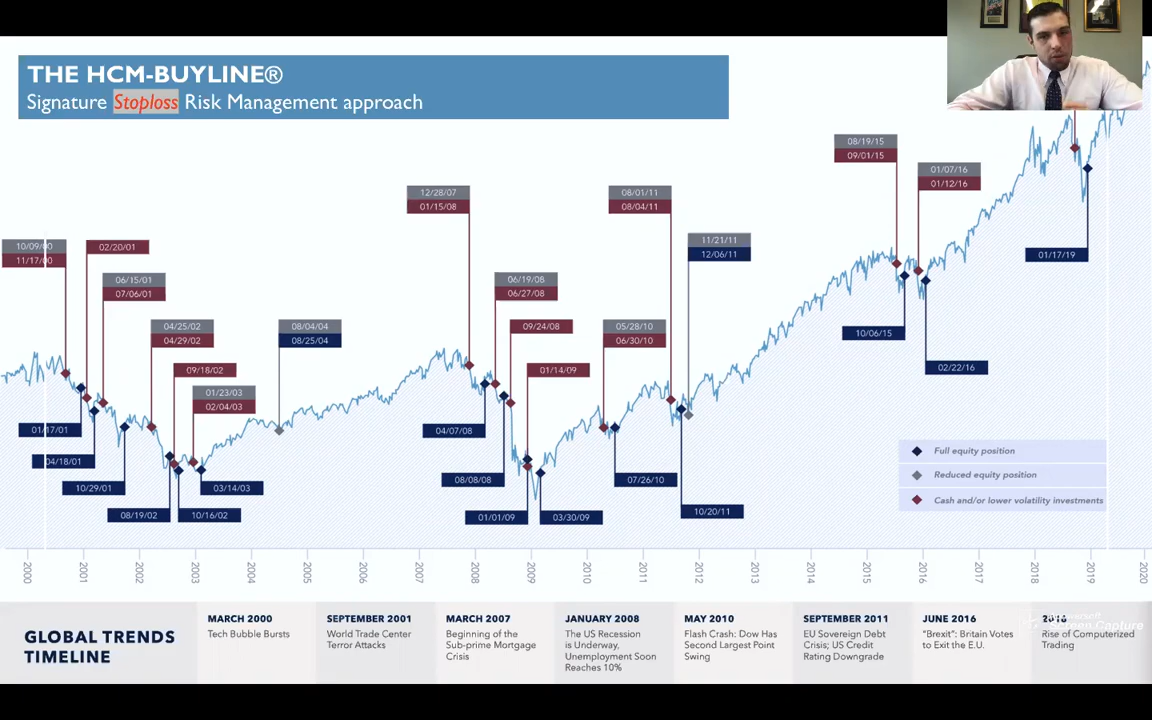 THE HCM-BUYLINE®
Signature Stoploss Risk Management approach
08/19/15
09/01/15
01/07/16
01/12/16
12/28/07
01/15/08
08/01/11
08/04/11
10/09/00
11/17/00
02/20/01
11/21/11
12/06/11
01/17/19
06/15/01
07/06/01
06/19/08
06/27/08
04/25/02
04/29/02
08/04/04
08/25/04
09/24/08
05/28/10
06/30/10
10/06/15
09/18/02
01/14/09
02/22/16
01/23/03
02/04/03
01/17/01
04/07/08
04/18/01
10/29/01
03/14/03
08/08/08
07/26/10
08/19/02
10/16/02
01/01/09
03/30/09
10/20/11
Full equity position
Reduced equity position
Cash and/or lower volatility investments
2000
2001
2002
2003
2004
2005
2006
2007
2008
2009
2010
2011
2012
2013
2014
2015
2016
2017
2018
2019
2020
GLOBAL TRENDS
TIMELINE
MARCH 2000
Tech Bubble Bursts
SEPTEMBER 2001
World Trade Center
Terror Attacks
MARCH 2007
Beginning of the
Sub-prime Mortgage
Crisis
JANUARY 2008
The US Recession
is Underway,
Unemployment Soon
Reaches 10%
MAY 2010
Flash Crash: Dow Has
Second Largest Point
Swing
SEPTEMBER 2011
EU Sovereign Debt
Crisis; US Credit
Rating Downgrade
JUNE 2016
"Brexit": Britain Votes
to Exit the E.U.
Rise of Computerized
Trading
Screen Capture